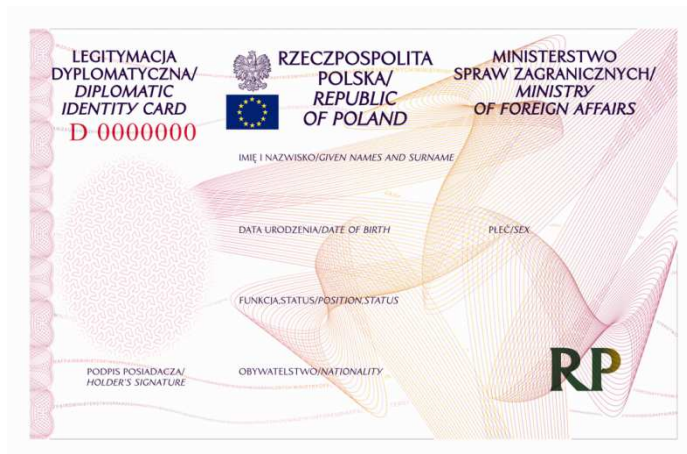 LEGITYMACJA
DYPLOMATYCZNA/
DIPLOMATIC
IDENTITY CARD
D 0000000
RZECZPOSPOLITA
POLSKA/
REPUBLIC
OF POLAND
MINISTERSTWO
SPRAW ZAGRANICZNYCH/
MINISTRY
OF FOREIGN AFFAIRS
IMIĘ I NAZWISKO/GIVEN NAMES AND SURNAME
DATA URODZENIA/DATE OF BIRTH
PŁEĆ/SEX
FUNKCJA,STATUS/POSITION,STATUS
PODPIS POSIADACZA/
HOLDER'S SIGNATURE
OBYWATELSTWO/NATIONALITY
RP